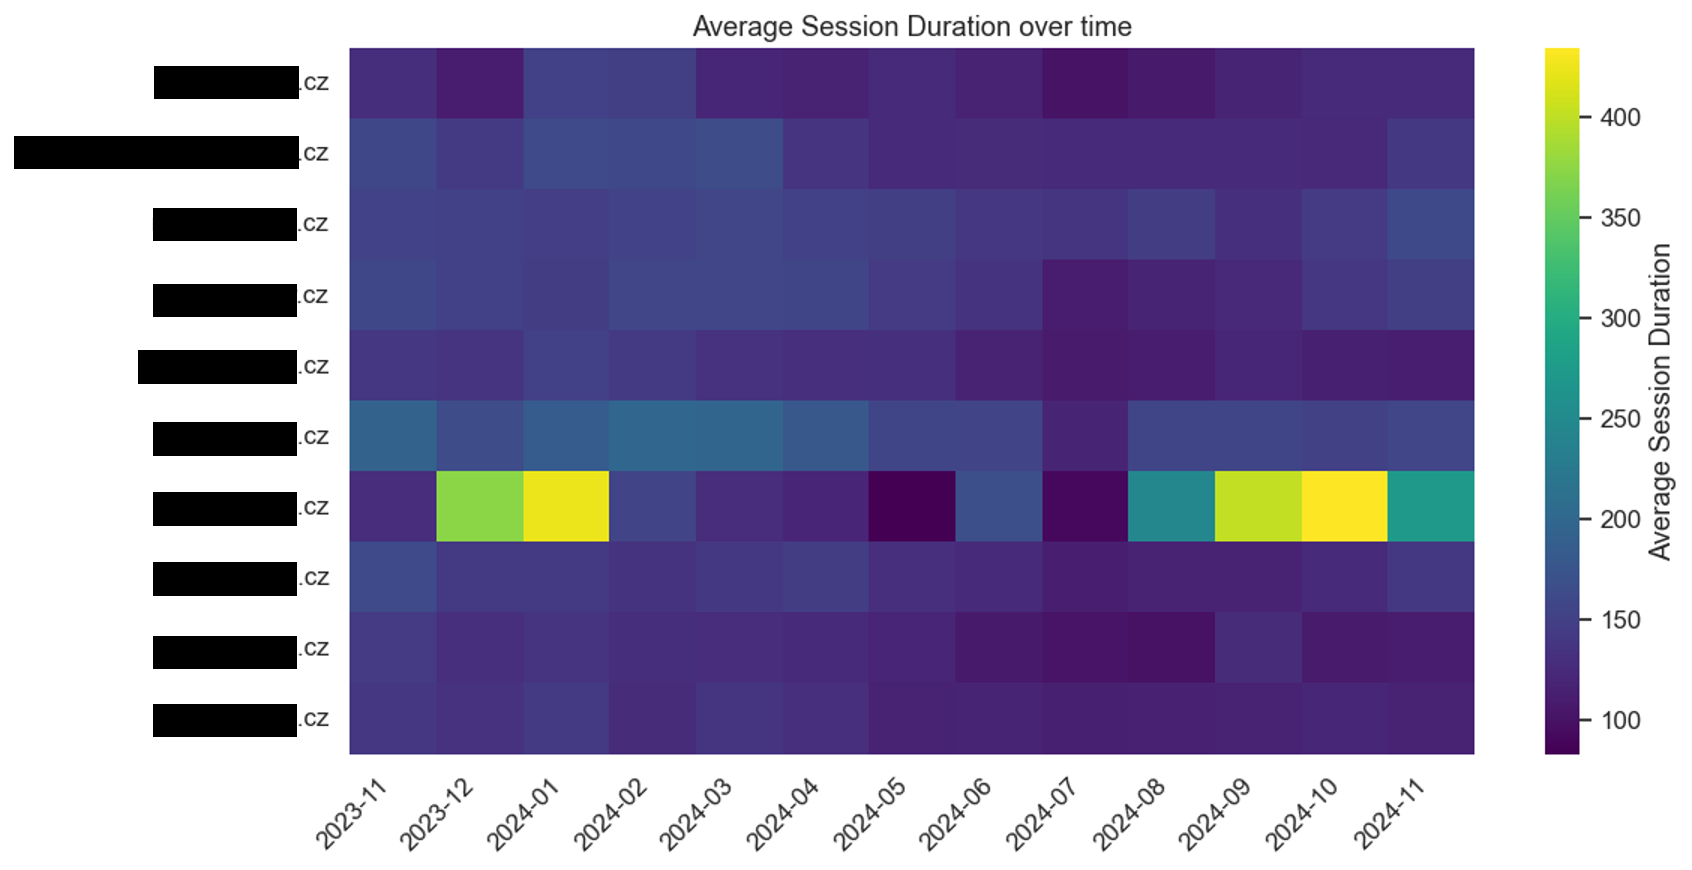 Average Session Duration over time
.cz
.cz
.cz
.cz
.cz
.cz
.cz
.cz
.cz
.cz
2023-11
2023-12
2024-01
2024-02
2024-03
2024-04
2024-05
2024-06
2024-07
2024-08
2024-09
2024-10
2024-11
400
350
300
250
200
150
100
Average Session Duration